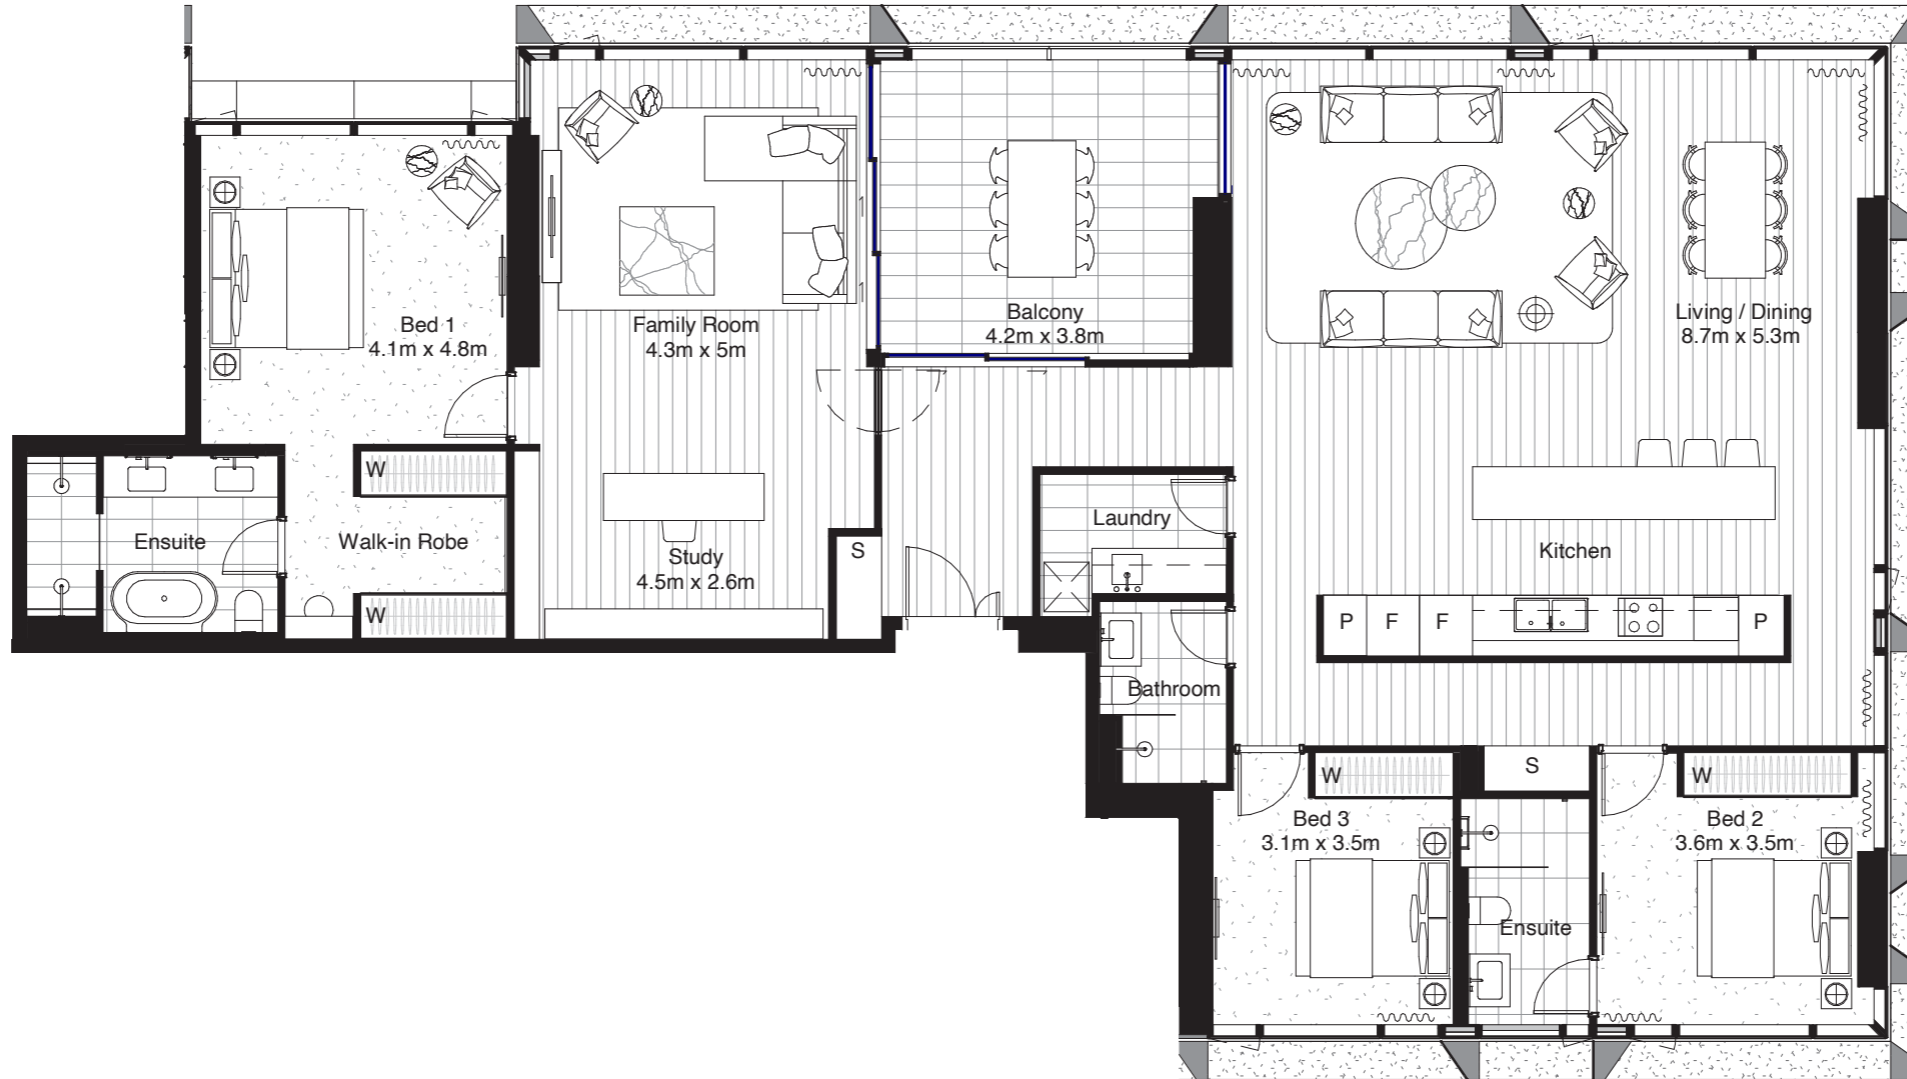 Bed 1
4.1m x 4.8m
Family Room
4.3m x 5m
Balcony
4.2m x 3.8m
Living / Dining
8.7m x 5.3m
W
Ensuite
Walk-in Robe
W
Study
4.5m x 2.6m
S
Laundry
Kitchen
P
F
F
P
Bathroom
W
S
W
Bed 3
3.1m x 3.5m
Bed 2
3.6m x 3.5m
Ensuite